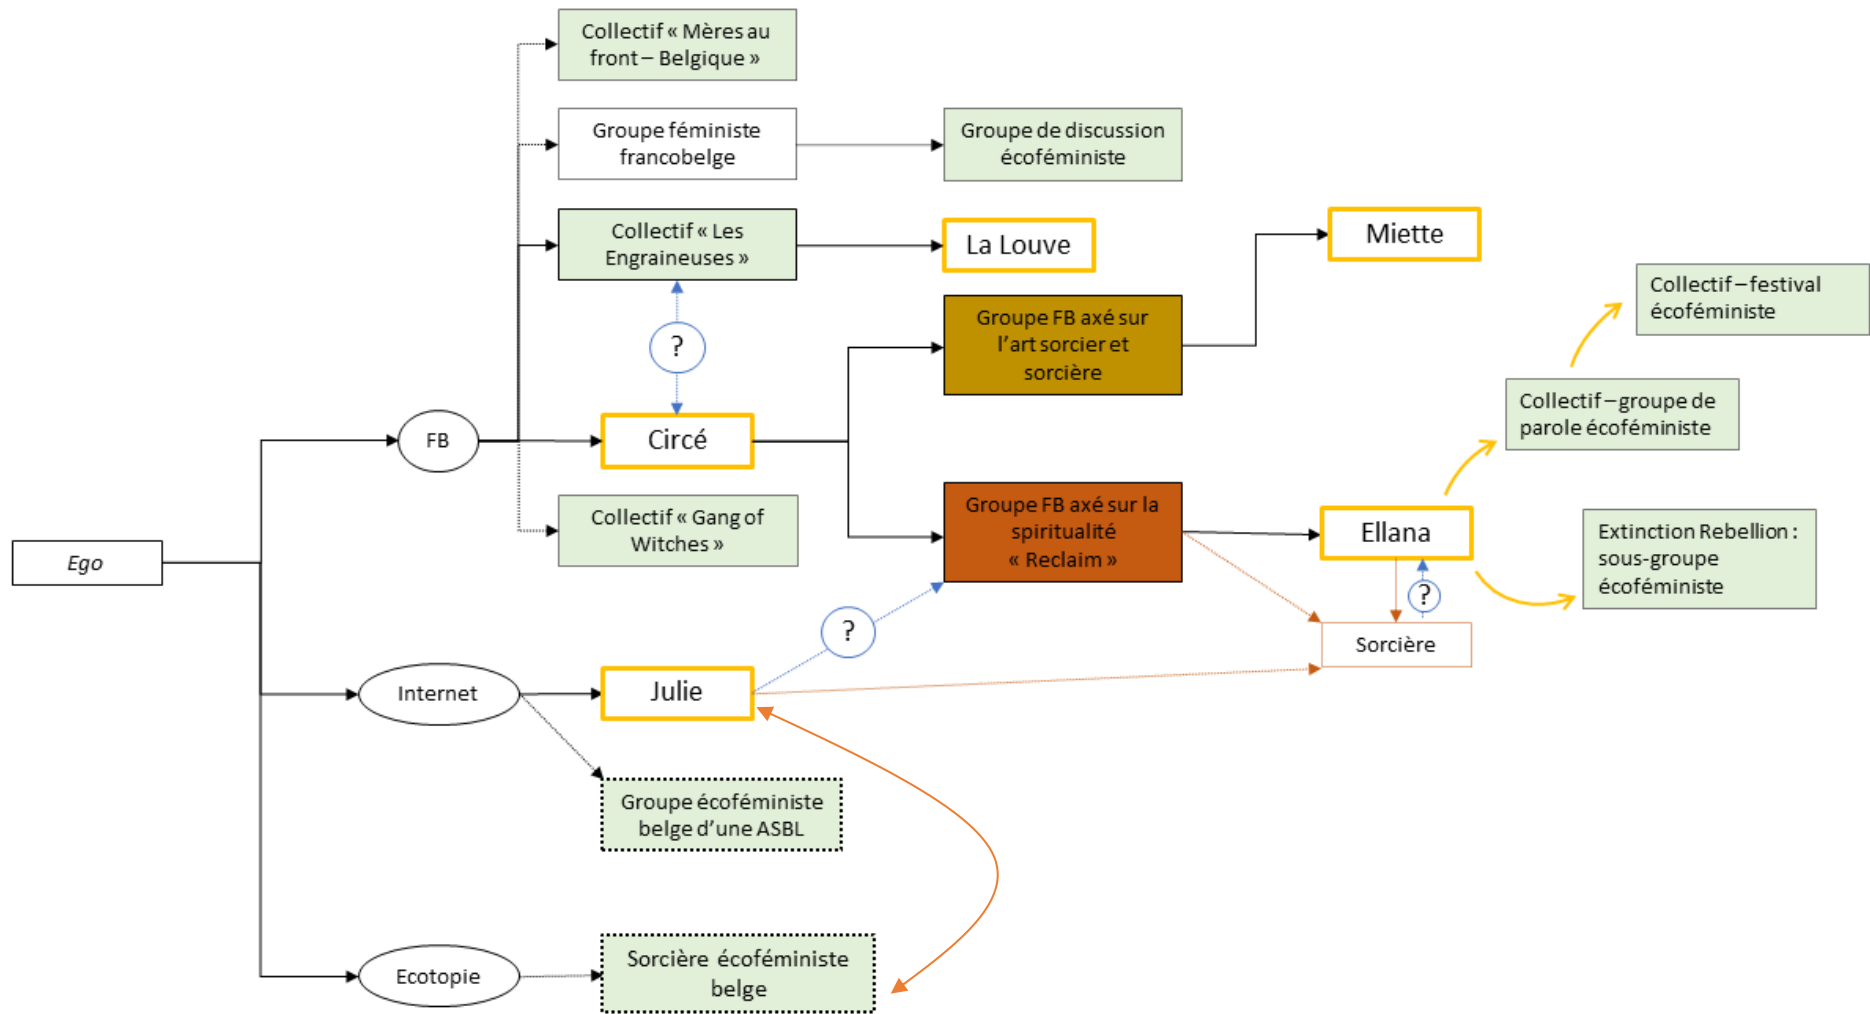 Collectif « Mères au
front – Belgique »
Groupe féministe
francobelge
Groupe de discussion
écoféministe
Collectif « Les
Engraineuses »
La Louve
Miette
Collectif – festival
écoféministe
Groupe FB axé sur
l'art sorcier et
sorcière
?
Collectif – groupe de
parole écoféministe
FB
Circé
Groupe FB axé sur la
spiritualité
« Reclaim »
Ellana
Collectif « Gang of
Witches »
Extinction Rebellion :
sous-groupe
écoféministe
Ego
?
?
Sorcière
Internet
Julie
Groupe écoféministe
belge d'une ASBL
Ecotopie
Sorcière écoféministe
belge